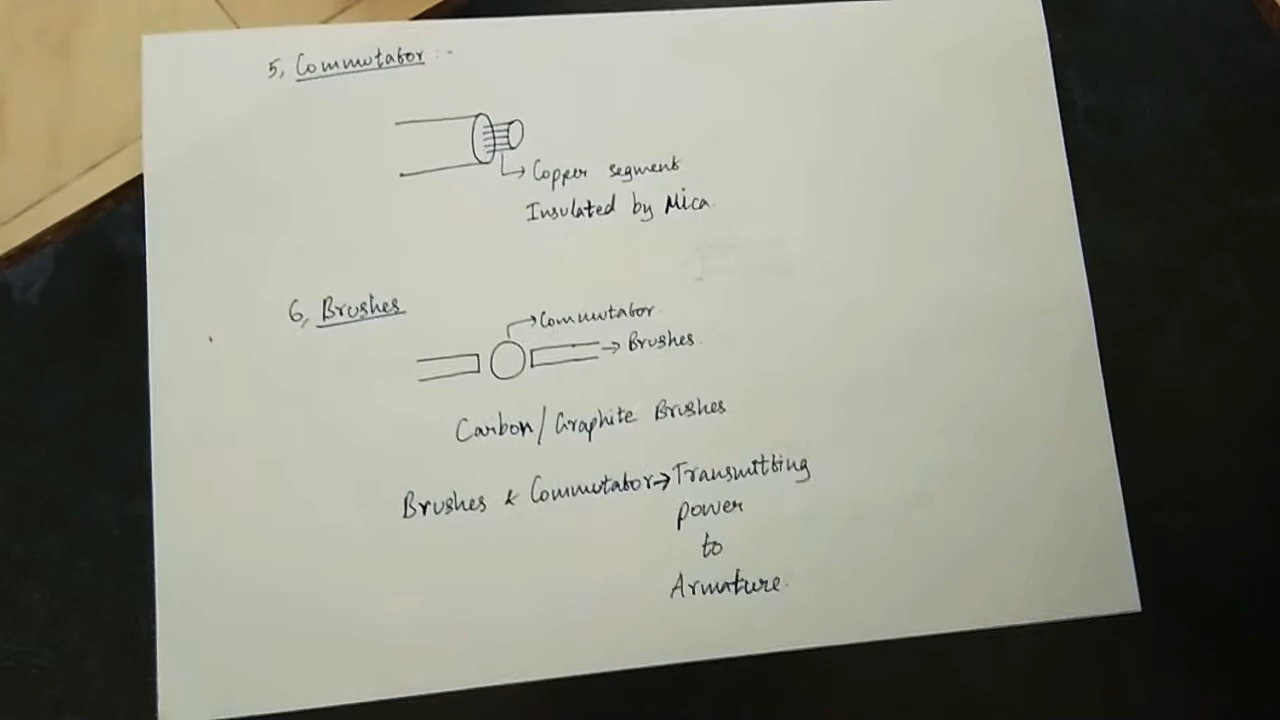 5, Commutator :-
Copper segment
Insulated by Mica
6, Brushes
Commutator
Brushes
Carbon/Graphite Brushes
Brushes & Commutator→Transmitting
power
to
Armature.